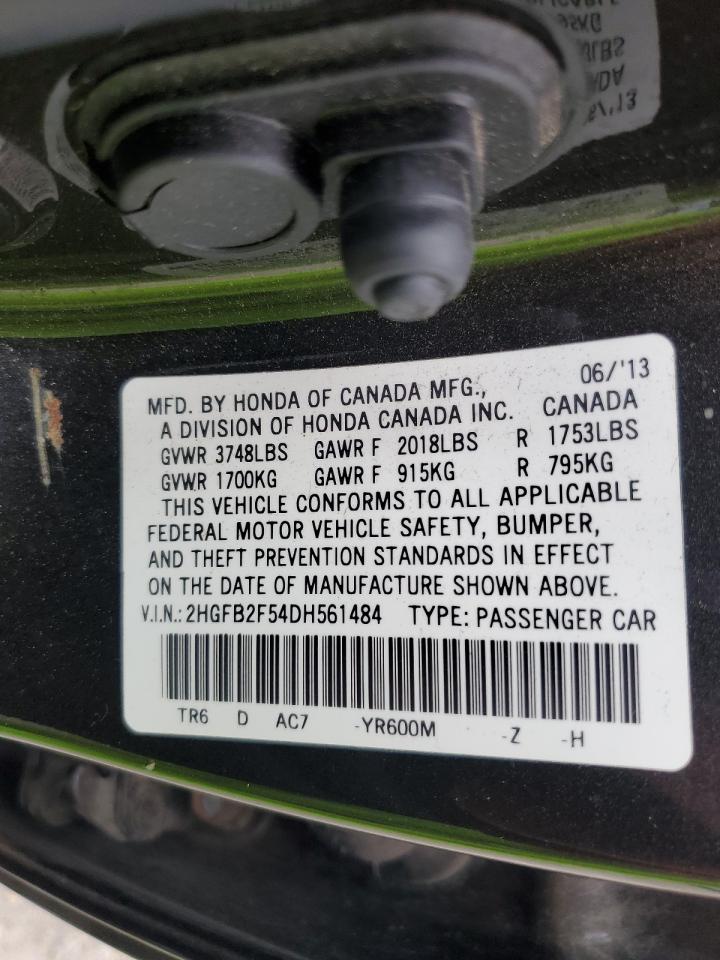 06/'13
MFD. BY HONDA OF CANADA MFG.,
A DIVISION OF HONDA CANADA INC. CANADA
GVWR 3748LBS GAWR F 2018LBS R 1753LBS
GVWR 1700KG GAWR F 915KG R 795KG
THIS VEHICLE CONFORMS TO ALL APPLICABLE
FEDERAL MOTOR VEHICLE SAFETY, BUMPER,
AND THEFT PREVENTION STANDARDS IN EFFECT
ON THE DATE OF MANUFACTURE SHOWN ABOVE.
V.I.N.: 2HGFB2F54DH561484 TYPE: PASSENGER CAR
TR6 D AC7 -YR600M -Z -H